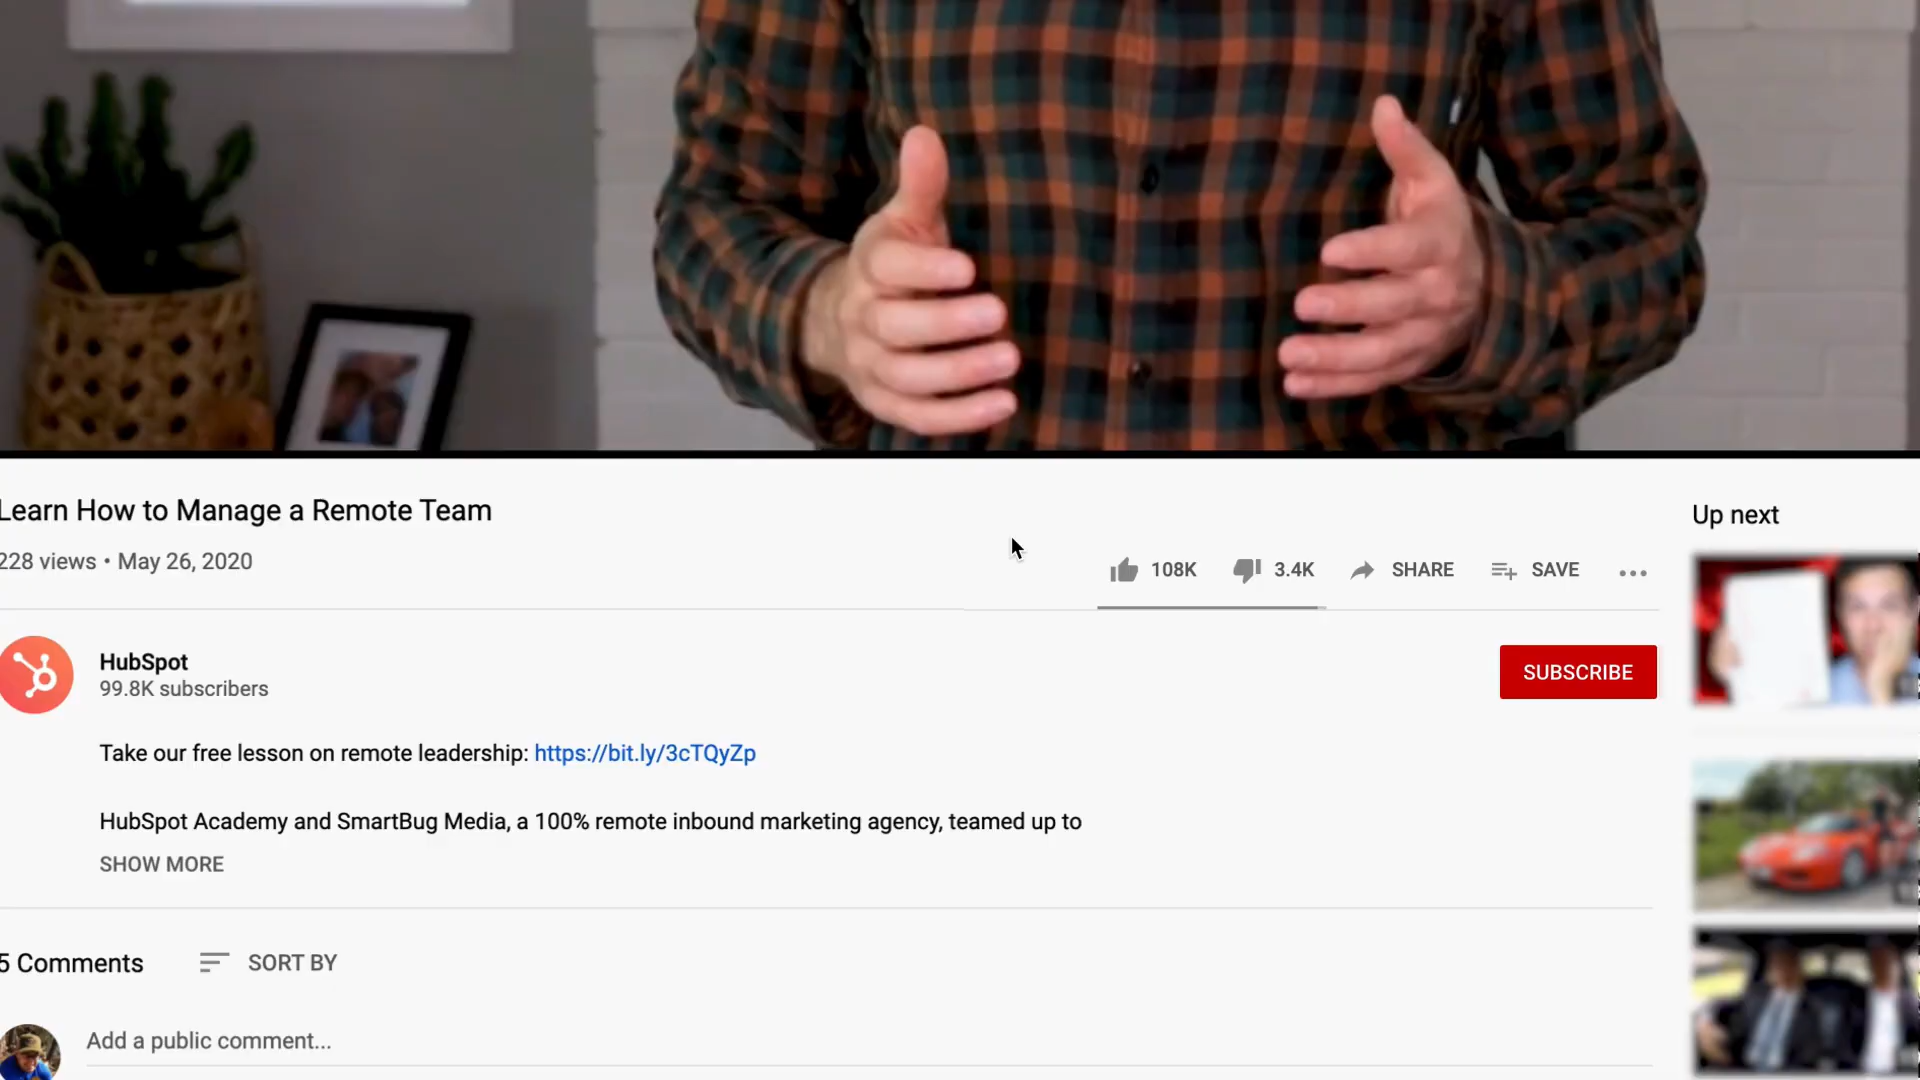 Learn How to Manage a Remote Team
228 views • May 26, 2020
108K
3.4K
SHARE
SAVE
Up next
HubSpot
99.8K subscribers
SUBSCRIBE
Take our free lesson on remote leadership: https://bit.ly/3cTQyZp
HubSpot Academy and SmartBug Media, a 100% remote inbound marketing agency, teamed up to
SHOW MORE
5 Comments
SORT BY
Add a public comment...